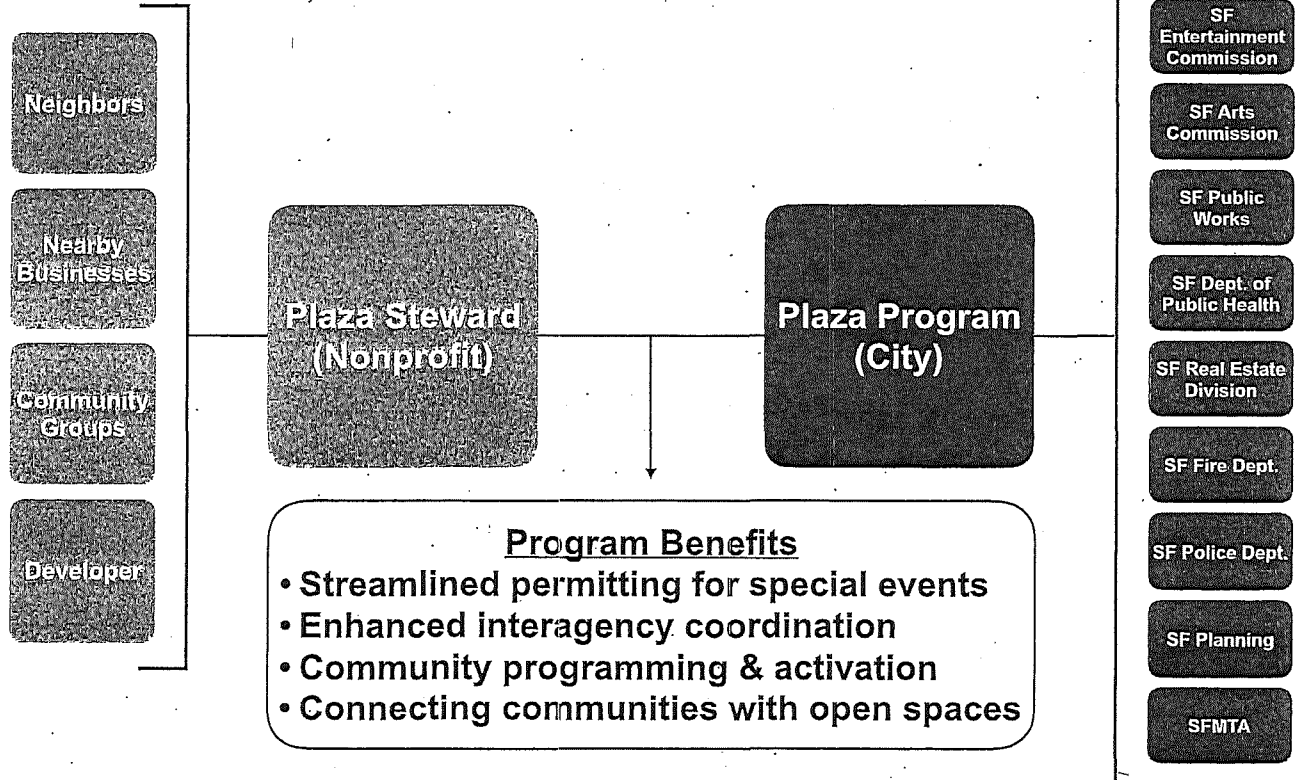 Neighbors
Nearby
Businesses
Community
Groups
Developer
Plaza Steward
(Nonprofit)
Plaza Program
(City)
Program Benefits
• Streamlined permitting for special events
• Enhanced interagency coordination
• Community programming & activation
• Connecting communities with open spaces
SF
Entertainment
Commission
SF Arts
Commission
SF Public
Works
SF Dept. of
Public Health
SF Real Estate
Division
SF Fire Dept.
SF Police Dept.
SF Planning
SFMTA